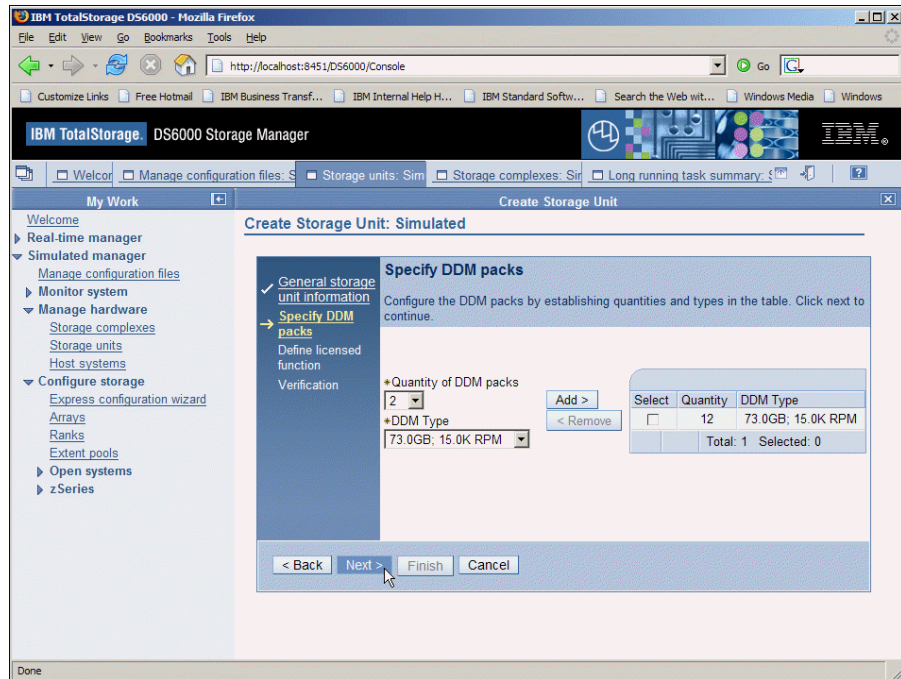 IBM TotalStorage DS6000 - Mozilla Firefox
File Edit View Go Bookmarks Tools Help
http://localhost:8451/DS6000/Console
Go
G
Customize Links Free Hotmail IBM Business Transf... IBM Internal Help H... IBM Standard Softw... Search the Web wit... Windows Media Windows
IBM TotalStorage. DS6000 Storage Manager
IBM®
Welcor Manage configuration files: S Storage units: Sim Storage complexes: Sir Long running task summary: S ?
My Work
Create Storage Unit
Welcome
Real-time manager
Simulated manager
Manage configuration files
Monitor system
Manage hardware
Storage complexes
Storage units
Host systems
Configure storage
Express configuration wizard
Arrays
Ranks
Extent pools
Open systems
zSeries
Create Storage Unit: Simulated
General storage
unit information
Specify DDM
packs
Define licensed
function
Verification
Specify DDM packs
Configure the DDM packs by establishing quantities and types in the table. Click next to
continue.
*Quantity of DDM packs
2
*DDM Type
73.0GB; 15.0K RPM
Add >
< Remove
Select Quantity DDM Type
12 73.0GB; 15.0K RPM
Total: 1 Selected: 0
< Back Next > Finish Cancel
Done